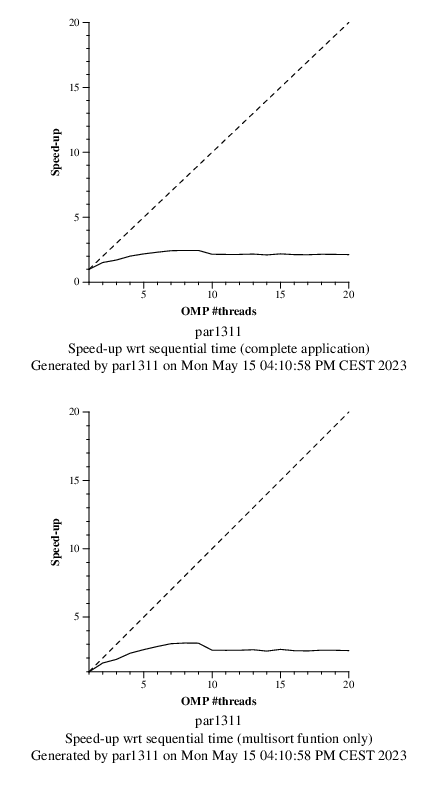 20
15
10
5
0
Speed-up
5 10 15 20
OMP #threads
par1311
Speed-up wrt sequential time (complete application)
Generated by par1311 on Mon May 15 04:10:58 PM CEST 2023
20
15
10
5
Speed-up
5 10 15 20
OMP #threads
par1311
Speed-up wrt sequential time (multisort funtion only)
Generated by par1311 on Mon May 15 04:10:58 PM CEST 2023